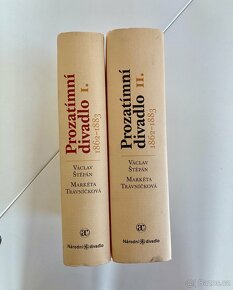 Prozatímní
divadlo I.
1862–1883
Václav
Štěpán
Markéta
Trávníčková
Národní divadlo
Prozatímní
divadlo II.
1862–1883
Václav
Štěpán
Markéta
Trávníčková
Národní divadlo